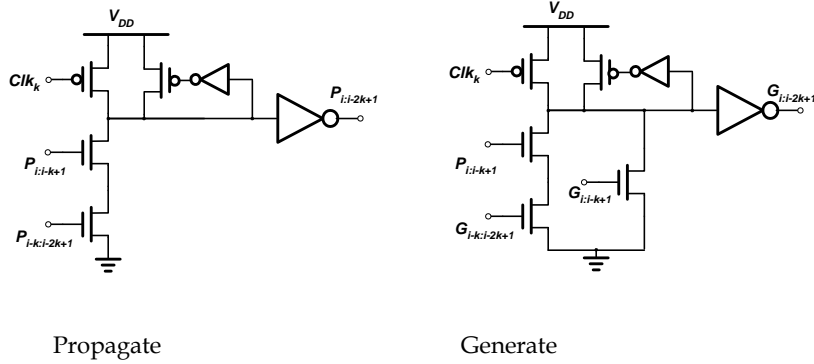 V_DD
Clk_k
P_i:i-2k+1
P_i:i-k+1
P_i-k:i-2k+1
Propagate
V_DD
Clk_k
G_i:i-2k+1
P_i:i-k+1
G_i:i-k+1
G_i-k:i-2k+1
Generate